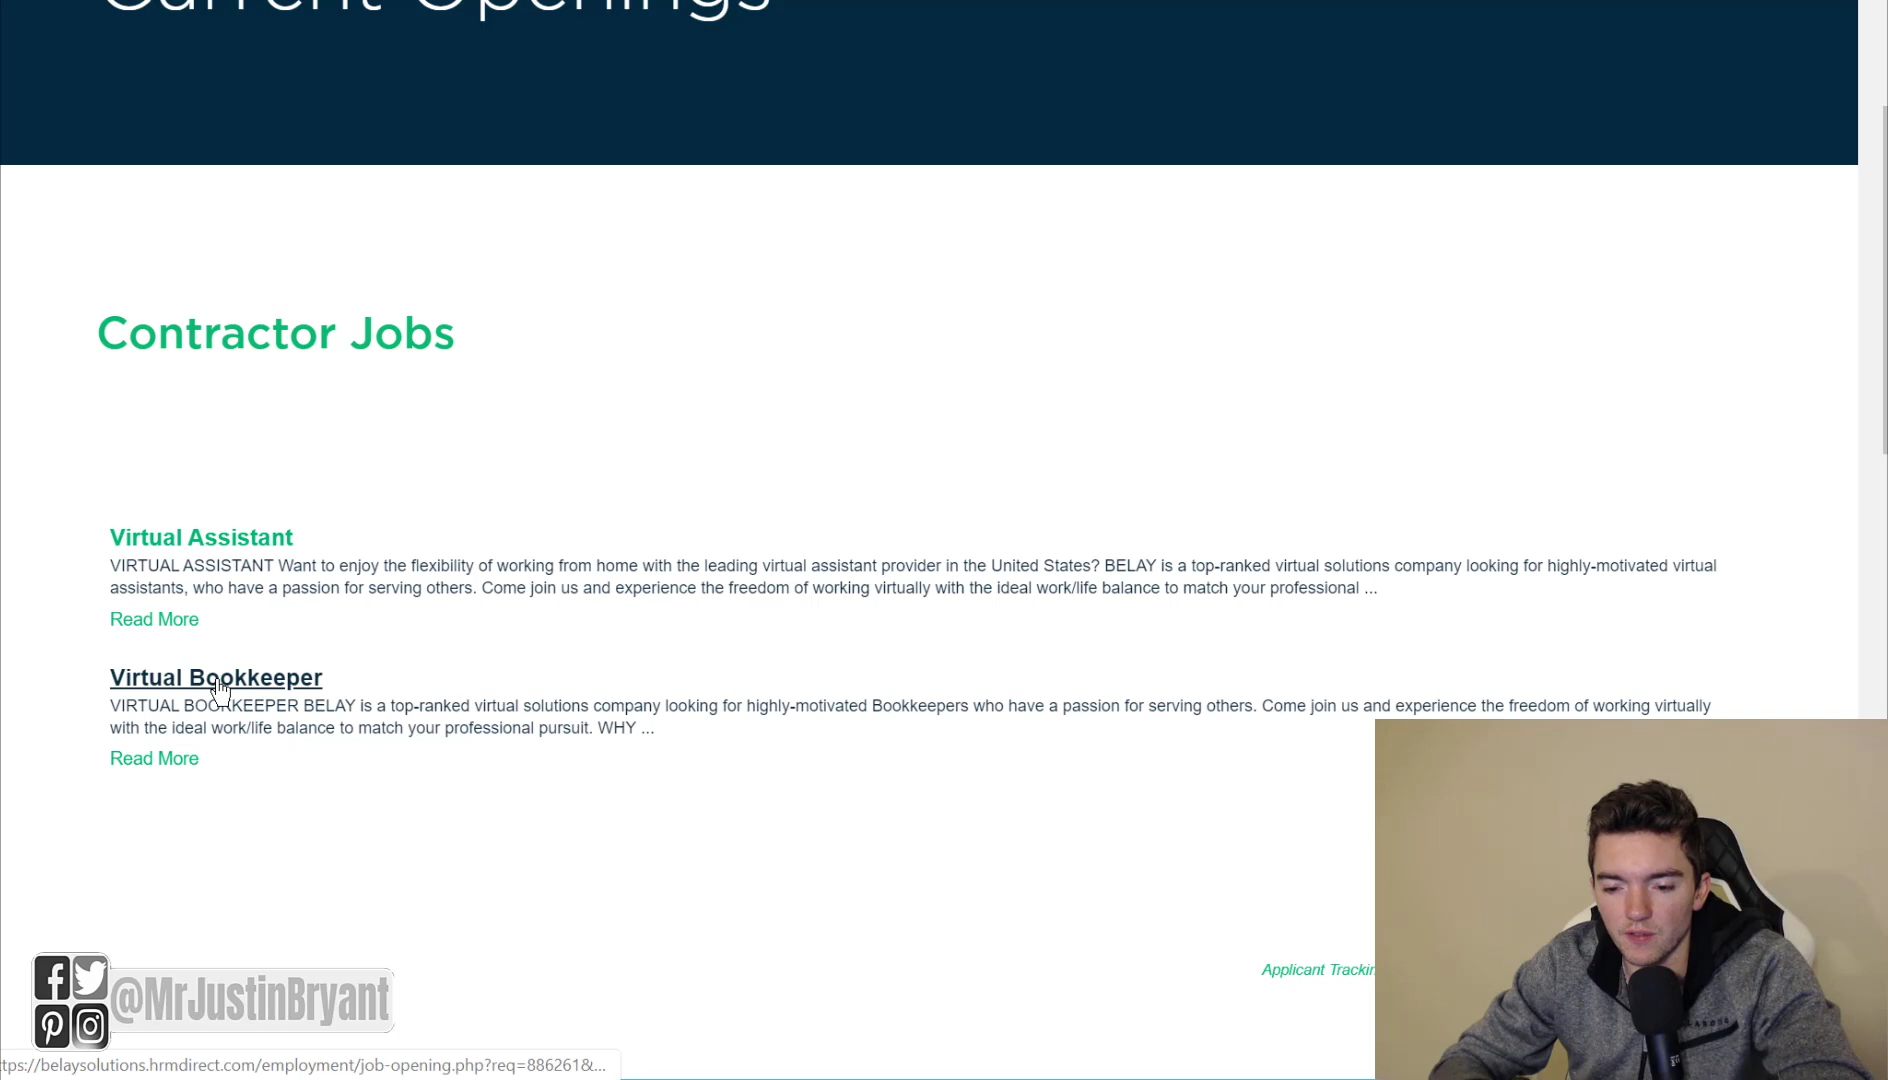 Current Openings
Contractor Jobs
Virtual Assistant
VIRTUAL ASSISTANT Want to enjoy the flexibility of working from home with the leading virtual assistant provider in the United States? BELAY is a top-ranked virtual solutions company looking for highly-motivated virtual
assistants, who have a passion for serving others. Come join us and experience the freedom of working virtually with the ideal work/life balance to match your professional ...
Read More
Virtual Bookkeeper
VIRTUAL BOOKKEEPER BELAY is a top-ranked virtual solutions company looking for highly-motivated Bookkeepers who have a passion for serving others. Come join us and experience the freedom of working virtually
with the ideal work/life balance to match your professional pursuit. WHY ...
Read More
Applicant
@MrJustinBryant
ttps://belaysolutions.hrmdirect.com/employment/job-opening.php?req=886261&...